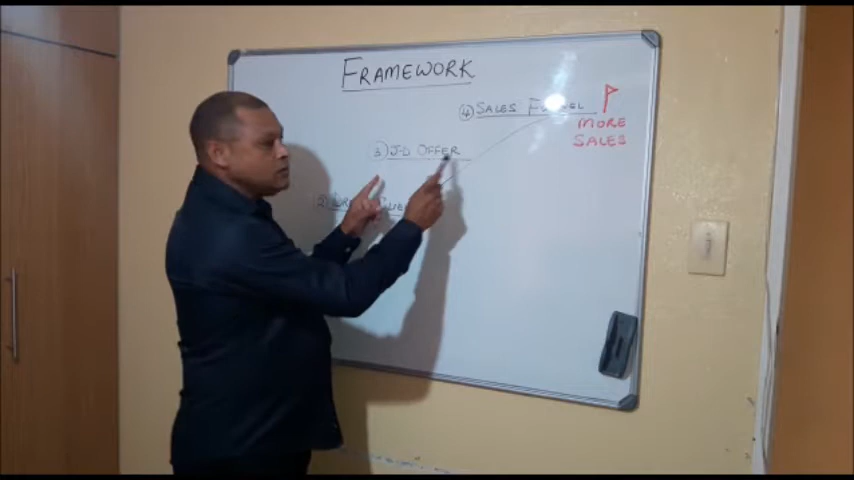 FRAMEWORK
④ SALES FUNNEL
MORE
SALES
③ J-D OFFER
②